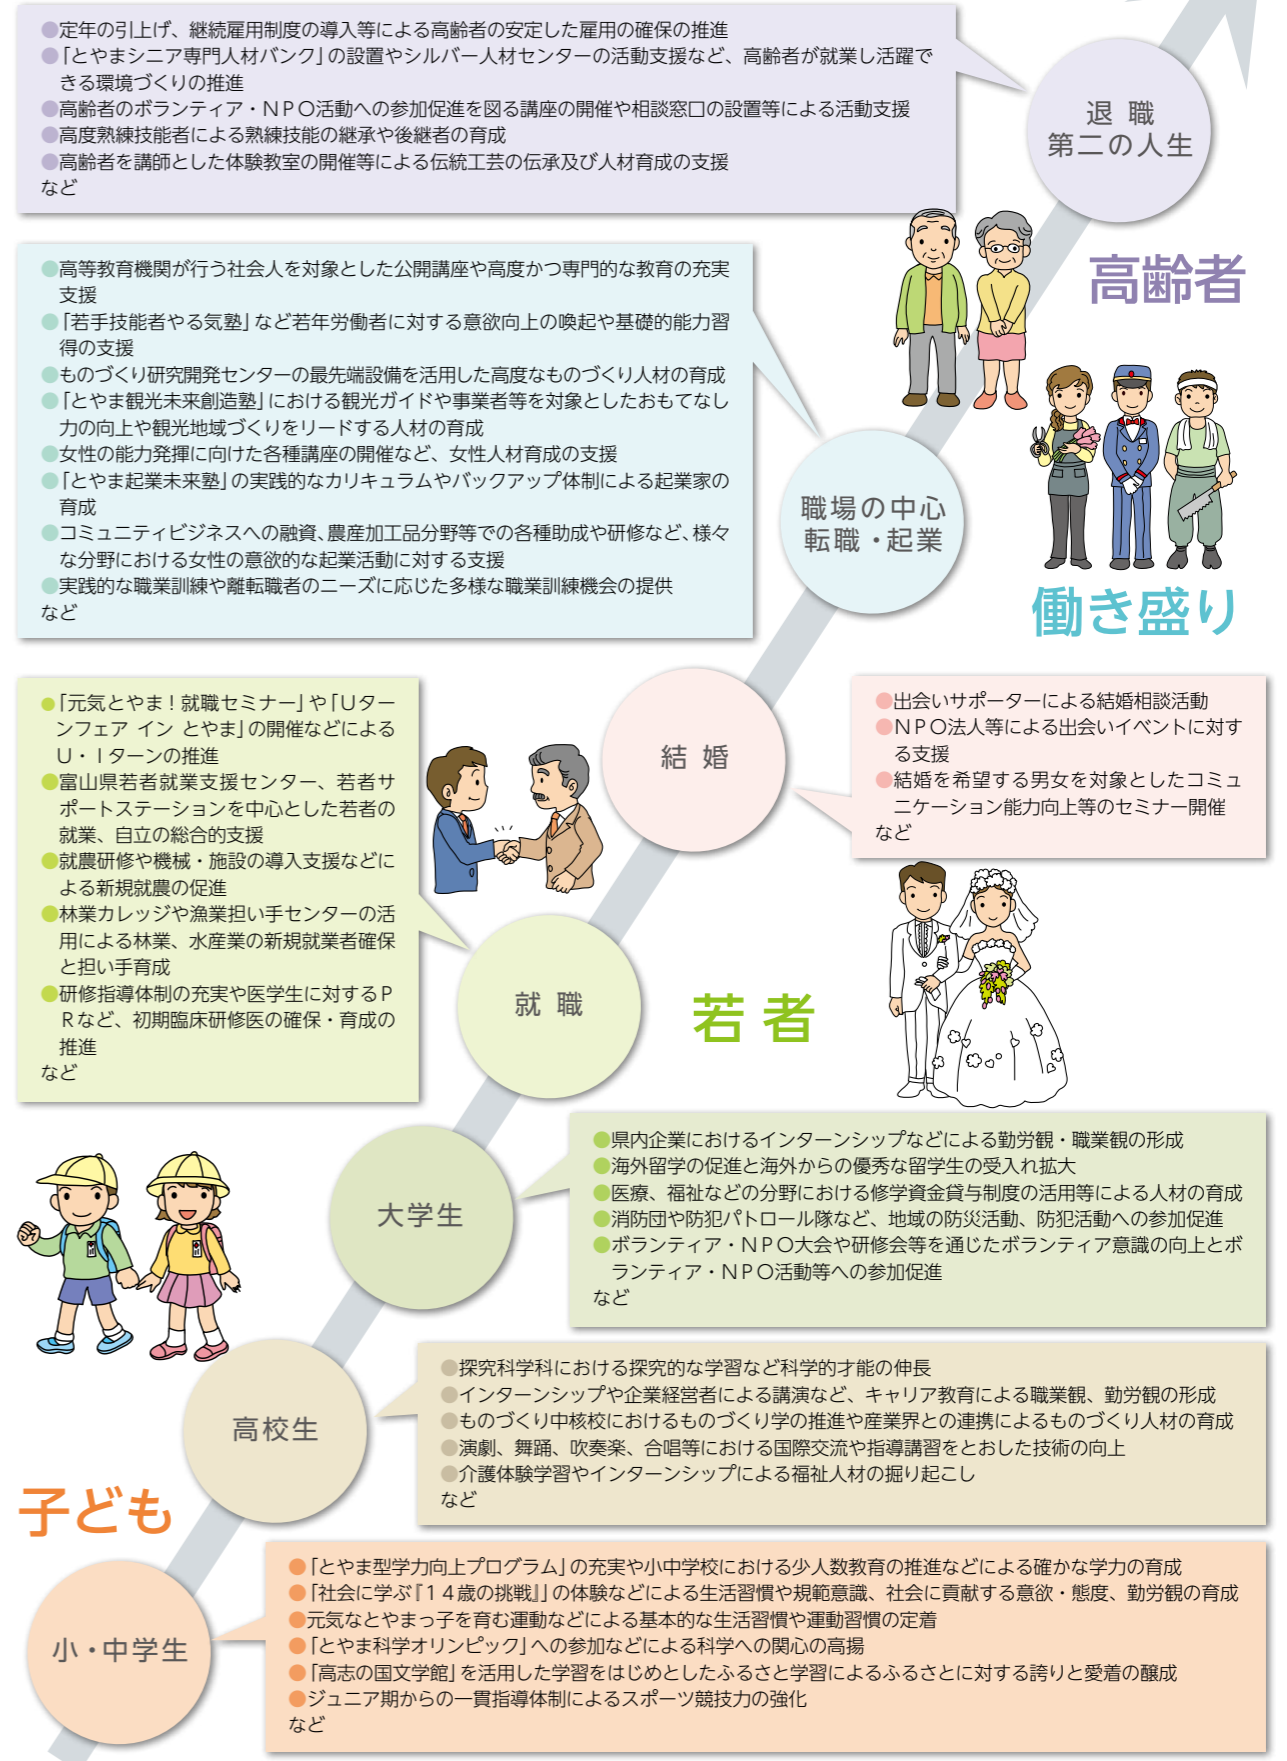 ●定年の引上げ、継続雇用制度の導入等による高齢者の安定した雇用の確保の推進
●「とやまシニア専門人材バンク」の設置やシルバー人材センターの活動支援など、高齢者が就業し活躍で
きる環境づくりの推進
●高齢者のボランティア・ＮＰＯ活動への参加促進を図る講座の開催や相談窓口の設置等による活動支援
●高度熟練技能者による熟練技能の継承や後継者の育成
●高齢者を講師とした体験教室の開催等による伝統工芸の伝承及び人材育成の支援
など
退 職
第二の人生
高齢者
●高等教育機関が行う社会人を対象とした公開講座や高度かつ専門的な教育の充実
支援
●「若手技能者やる気塾」など若年労働者に対する意欲向上の喚起や基礎的能力習
得の支援
●ものづくり研究開発センターの最先端設備を活用した高度なものづくり人材の育成
●「とやま観光未来創造塾」における観光ガイドや事業者等を対象としたおもてなし
力の向上や観光地域づくりをリードする人材の育成
●女性の能力発揮に向けた各種講座の開催など、女性人材育成の支援
●「とやま起業未来塾」の実践的なカリキュラムやバックアップ体制による起業家の
育成
●コミュニティビジネスへの融資、農産加工品分野等での各種助成や研修など、様々
な分野における女性の意欲的な起業活動に対する支援
●実践的な職業訓練や離転職者のニーズに応じた多様な職業訓練機会の提供
など
職場の中心
転職・起業
働き盛り
●「元気とやま！就職セミナー」や「Ｕター
ンフェア イン とやま」の開催などによる
Ｕ・Ｉターンの推進
●富山県若者就業支援センター、若者サ
ポートステーションを中心とした若者の
就業、自立の総合的支援
●就農研修や機械・施設の導入支援などに
よる新規就農の促進
●林業カレッジや漁業担い手センターの活
用による林業、水産業の新規就業者確保
と担い手育成
●研修指導体制の充実や医学生に対するＰ
Ｒなど、初期臨床研修医の確保・育成の
推進
など
結 婚
●出会いサポーターによる結婚相談活動
●ＮＰＯ法人等による出会いイベントに対す
る支援
●結婚を希望する男女を対象としたコミュ
ニケーション能力向上等のセミナー開催
など
就 職
若者
大学生
●県内企業におけるインターンシップなどによる勤労観・職業観の形成
●海外留学の促進と海外からの優秀な留学生の受入れ拡大
●医療、福祉などの分野における修学資金貸与制度の活用等による人材の育成
●消防団や防犯パトロール隊など、地域の防災活動、防犯活動への参加促進
●ボランティア・ＮＰＯ大会や研修会等を通じたボランティア意識の向上とボ
ランティア・ＮＰＯ活動等への参加促進
など
高校生
●探究科学科における探究的な学習など科学的才能の伸長
●インターンシップや企業経営者による講演など、キャリア教育による職業観、勤労観の形成
●ものづくり中核校におけるものづくり学の推進や産業界との連携によるものづくり人材の育成
●演劇、舞踊、吹奏楽、合唱等における国際交流や指導講習をとおした技術の向上
●介護体験学習やインターンシップによる福祉人材の掘り起こし
など
子ども
小・中学生
●「とやま型学力向上プログラム」の充実や小中学校における少人数教育の推進などによる確かな学力の育成
●「社会に学ぶ『１４歳の挑戦』」の体験などによる生活習慣や規範意識、社会に貢献する意欲・態度、勤労観の育成
●元気なとやまっ子を育む運動などによる基本的な生活習慣や運動習慣の定着
●「とやま科学オリンピック」への参加などによる科学への関心の高揚
●「高志の国文学館」を活用した学習をはじめとしたふるさと学習によるふるさとに対する誇りと愛着の醸成
●ジュニア期からの一貫指導体制によるスポーツ競技力の強化
など